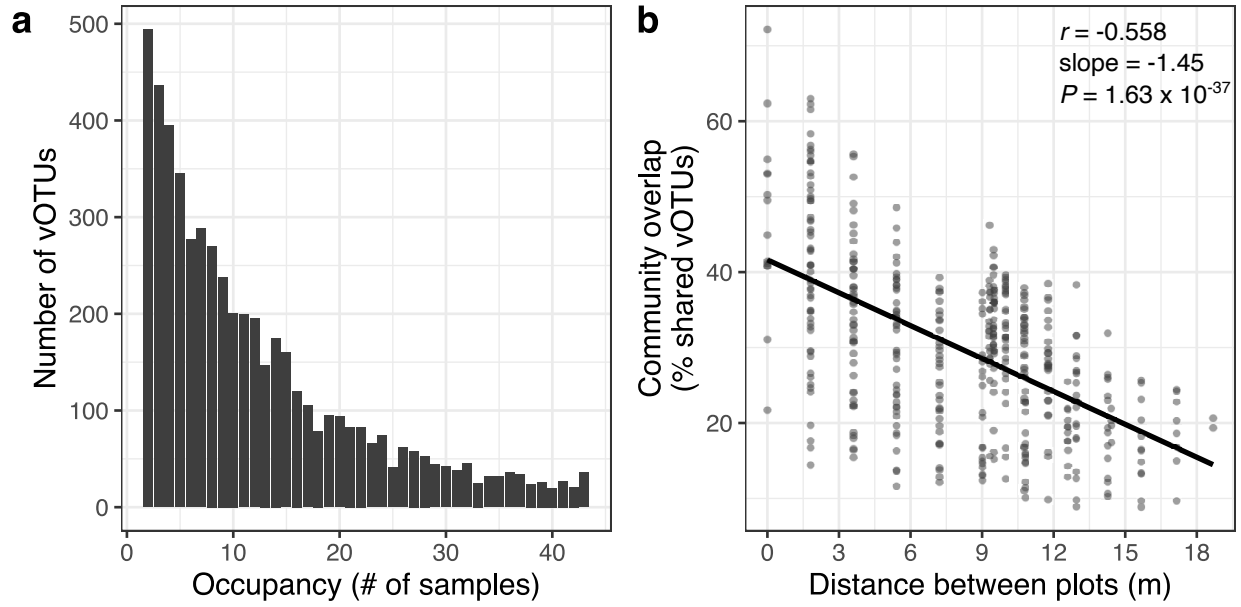 a
500
400
300
200
100
0
Number of vOTUs
0 10 20 30 40
Occupancy (# of samples)
b
r = -0.558
slope = -1.45
P = 1.63 x 10⁻³⁷
60
40
20
Community overlap
(% shared vOTUs)
0 3 6 9 12 15 18
Distance between plots (m)